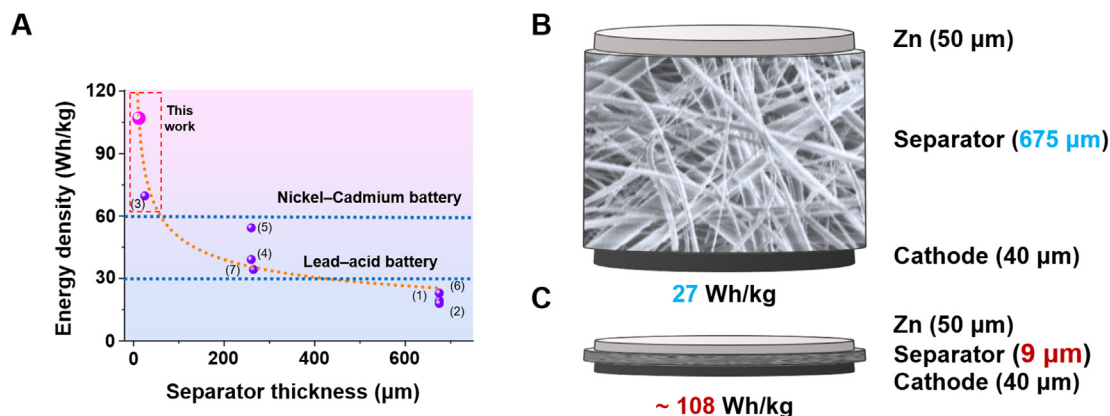 A
Energy density (Wh/kg)
120
90
60
30
0
This
work
(3)
Nickel–Cadmium battery
(5)
(4)
(7)
Lead–acid battery
(1)
(6)
(2)
0
200
400
600
Separator thickness (µm)
B
Zn (50 µm)
Separator (675 µm)
Cathode (40 µm)
27 Wh/kg
C
Zn (50 µm)
Separator (9 µm)
Cathode (40 µm)
~ 108 Wh/kg